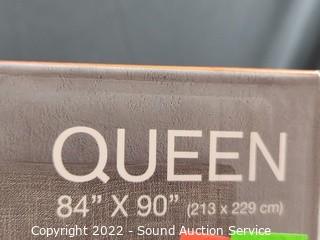 QUEEN
84” X 90” (213 x 229 cm)
Copyright 2022 - Sound Auction Service